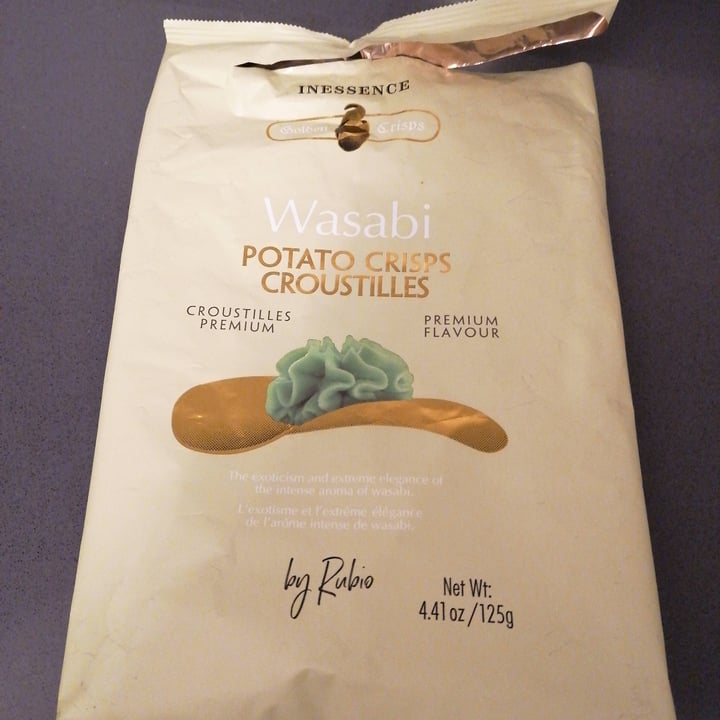 INESSENCE
Golden Crisps
Wasabi
POTATO CRISPS
CROUSTILLES
CROUSTILLES
PREMIUM
PREMIUM
FLAVOUR
The exoticism and extreme elegance of
the intense aroma of wasabi.
L'exotisme et l'extrême élégance
de l'arôme intense de wasabi.
by Rubio
Net Wt:
4.41 oz / 125g